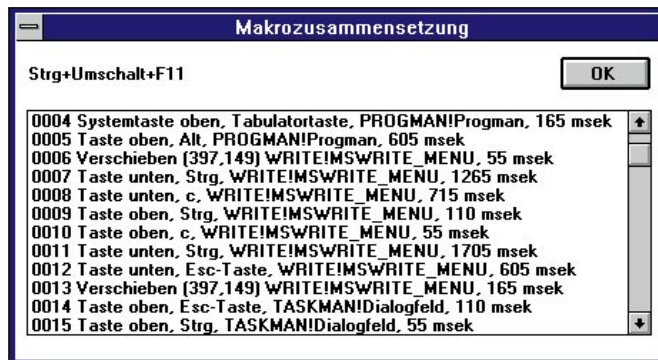 Makrozusammensetzung
Strg+Umschalt+F11
OK
0004 Systemtaste oben, Tabulatortaste, PROGMAN!Progman, 165 msek
0005 Taste oben, Alt, PROGMAN!Progman, 605 msek
0006 Verschieben (397,149) WRITE!MSWRITE_MENU, 55 msek
0007 Taste unten, Strg, WRITE!MSWRITE_MENU, 1265 msek
0008 Taste unten, c, WRITE!MSWRITE_MENU, 715 msek
0009 Taste oben, Strg, WRITE!MSWRITE_MENU, 110 msek
0010 Taste oben, c, WRITE!MSWRITE_MENU, 55 msek
0011 Taste unten, Strg, WRITE!MSWRITE_MENU, 1705 msek
0012 Taste unten, Esc-Taste, WRITE!MSWRITE_MENU, 605 msek
0013 Verschieben (397,149) WRITE!MSWRITE_MENU, 165 msek
0014 Taste oben, Esc-Taste, TASKMAN!Dialogfeld, 110 msek
0015 Taste oben, Strg, TASKMAN!Dialogfeld, 55 msek